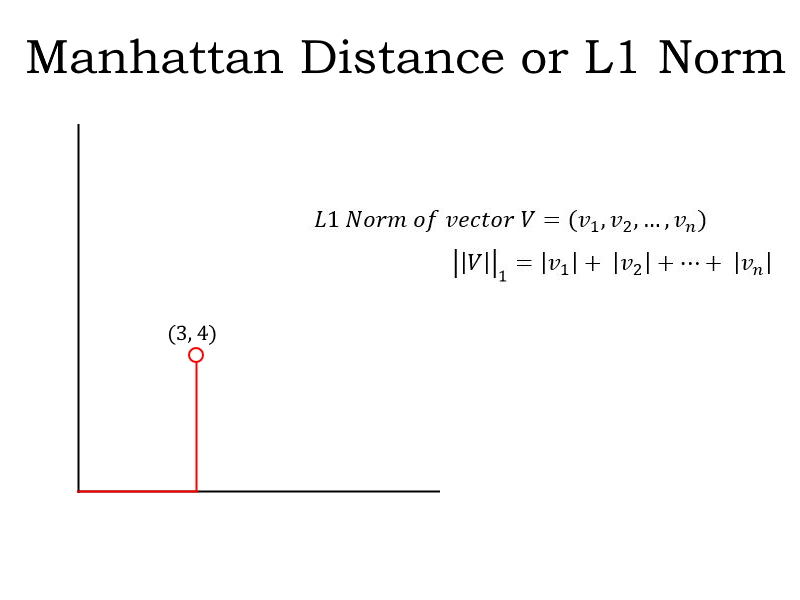 Manhattan Distance or L1 Norm
L1 Norm of vector V = (v₁, v₂, … , vₙ)
||V||₁ = |v₁| + |v₂| + ⋯ + |vₙ|
(3, 4)